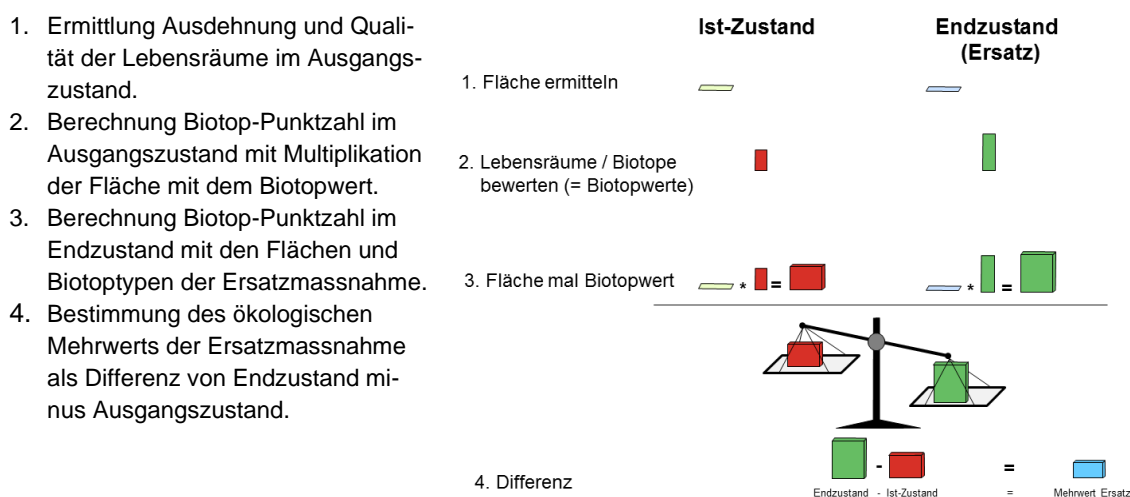 1. Ermittlung Ausdehnung und Quali-
tät der Lebensräume im Ausgangs-
zustand.
2. Berechnung Biotop-Punktzahl im
Ausgangszustand mit Multiplikation
der Fläche mit dem Biotopwert.
3. Berechnung Biotop-Punktzahl im
Endzustand mit den Flächen und
Biotoptypen der Ersatzmassnahme.
4. Bestimmung des ökologischen
Mehrwerts der Ersatzmassnahme
als Differenz von Endzustand mi-
nus Ausgangszustand.
Ist-Zustand
Endzustand
(Ersatz)
1. Fläche ermitteln
2. Lebensräume / Biotope
bewerten (= Biotopwerte)
3. Fläche mal Biotopwert
* =
* =
4. Differenz
- =
Endzustand - Ist-Zustand = Mehrwert Ersatz